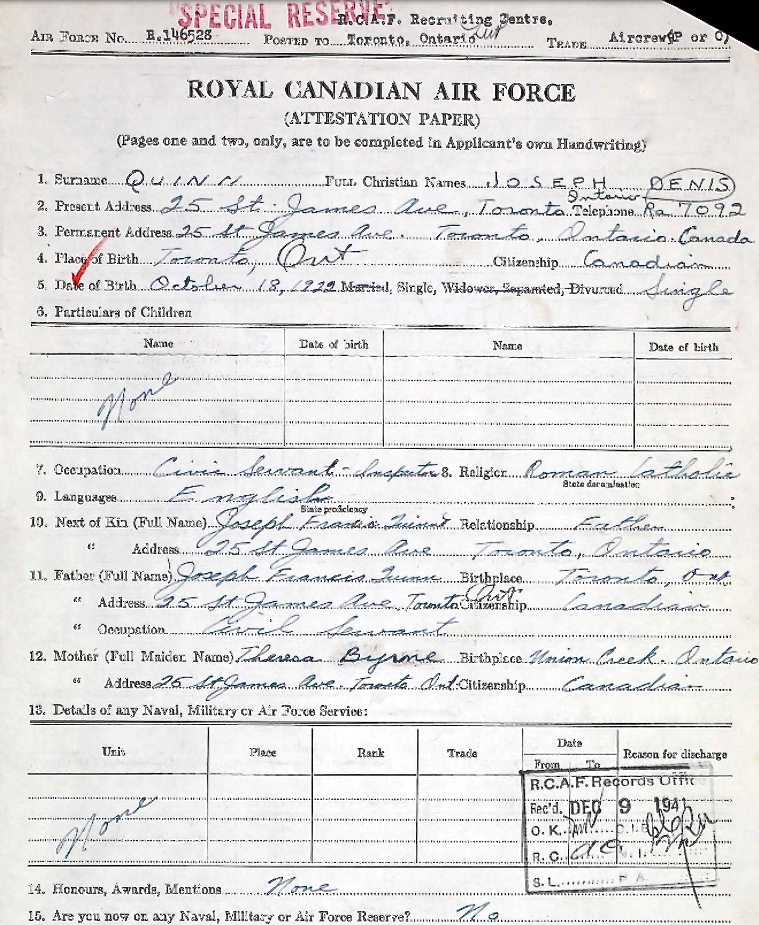 "SPECIAL RESERVE"
R.C.A.F. Recruiting Centre,
AIR FORCE No. R.146528 POSTED TO Toronto, Ontario TRADE Aircrew(P or O)
ROYAL CANADIAN AIR FORCE
(ATTESTATION PAPER)
(Pages one and two, only, are to be completed in Applicant's own Handwriting)
1. Surname QUINN FULL Christian Names JOSEPH DENIS
2. Present Address 25 St. James Ave, Toronto Ontario Telephone Ra 7092
3. Permanent Address 25 St James Ave. Toronto, Ontario Canada
4. Place of Birth Toronto, Ont Citizenship Canadian
5. Date of Birth October 18, 1922 Married, Single, Widower, Separated, Divorced Single
6. Particulars of Children
Name Date of birth Name Date of birth
None
7. Occupation Civic Servant - Inspector 8. Religion Roman Catholic
State denomination
9. Languages English
State proficiency
10. Next of Kin (Full Name) Joseph Francis Quinn Relationship Father
" Address 25 St James Ave Toronto, Ontario
11. Father (Full Name) Joseph Francis Quinn Birthplace Toronto, Ont
" Address 25 St James Ave, Toronto Ont. Citizenship Canadian
" Occupation Civil Servant
12. Mother (Full Maiden Name) Theresa Byrne Birthplace Union Creek. Ontario
" Address 25 St. James Ave. Toronto Ont. Citizenship Canadian
13. Details of any Naval, Military or Air Force Service:
Unit Place Rank Trade Date From To Reason for discharge
None
R.C.A.F. Records Offic
Rec'd. DEC 9 1941
O.K.
R.C.
S.L. P.A.
14. Honours, Awards, Mentions None
15. Are you now on any Naval, Military or Air Force Reserve? No